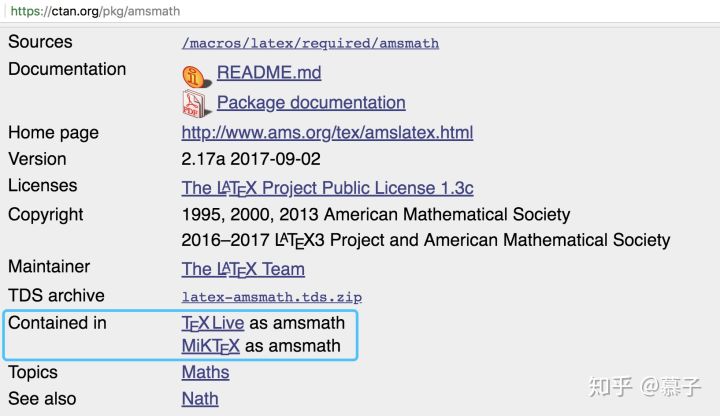 https://ctan.org/pkg/amsmath
Sources /macros/latex/required/amsmath
Documentation README.md
Package documentation
Home page http://www.ams.org/tex/amslatex.html
Version 2.17a 2017-09-02
Licenses The LATEX Project Public License 1.3c
Copyright 1995, 2000, 2013 American Mathematical Society
2016–2017 LATEX3 Project and American Mathematical Society
Maintainer The LATEX Team
TDS archive latex-amsmath.tds.zip
Contained in TEX Live as amsmath
MiKTEX as amsmath
Topics Maths
See also Nath
知乎 @慕子